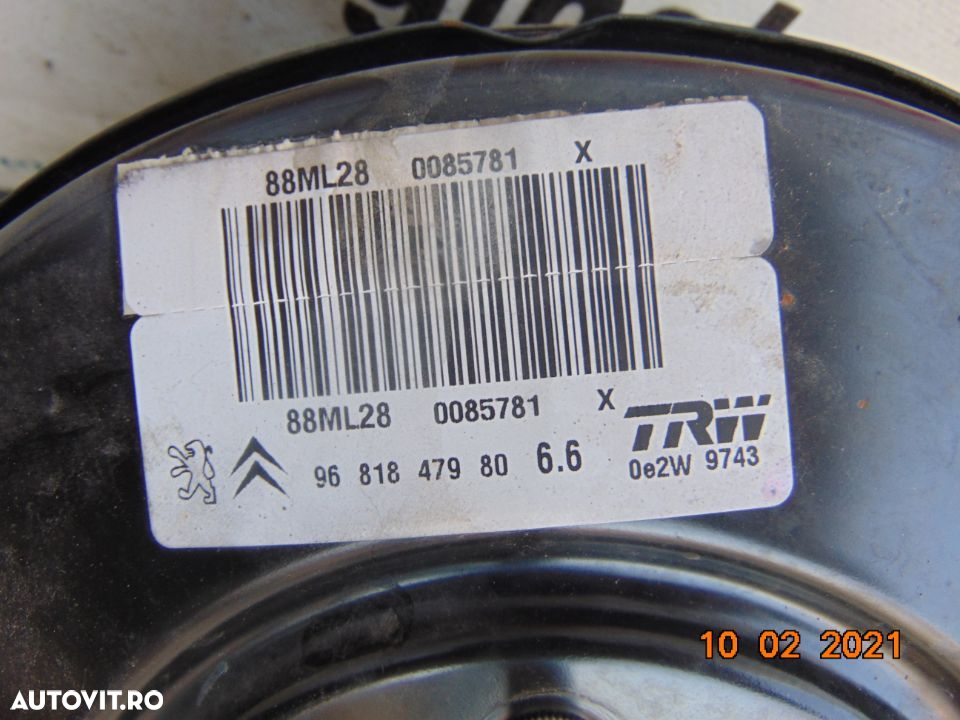 88ML28 0085781 X
88ML28 0085781 X
TRW
96 818 479 80 6.6
0e2W 9743
10 02 2021
AUTOVIT.RO